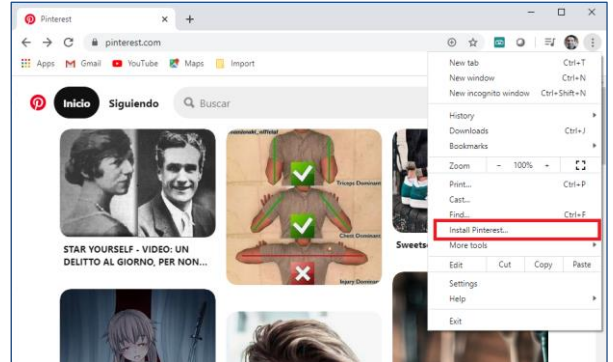 Pinterest
pinterest.com
Apps Gmail YouTube Maps Import
Inicio Siguiendo Buscar
Triceps Dominant
Chest Dominant
Injury Dominant
STAR YOURSELF - VIDEO: UN
DELITTO AL GIORNO, PER NON...
Sweets
New tab Ctrl+T
New window Ctrl+N
New incognito window Ctrl+Shift+N
History
Downloads Ctrl+J
Bookmarks
Zoom - 100% +
Print... Ctrl+P
Cast...
Find... Ctrl+F
Install Pinterest...
More tools
Edit Cut Copy Paste
Settings
Help
Exit